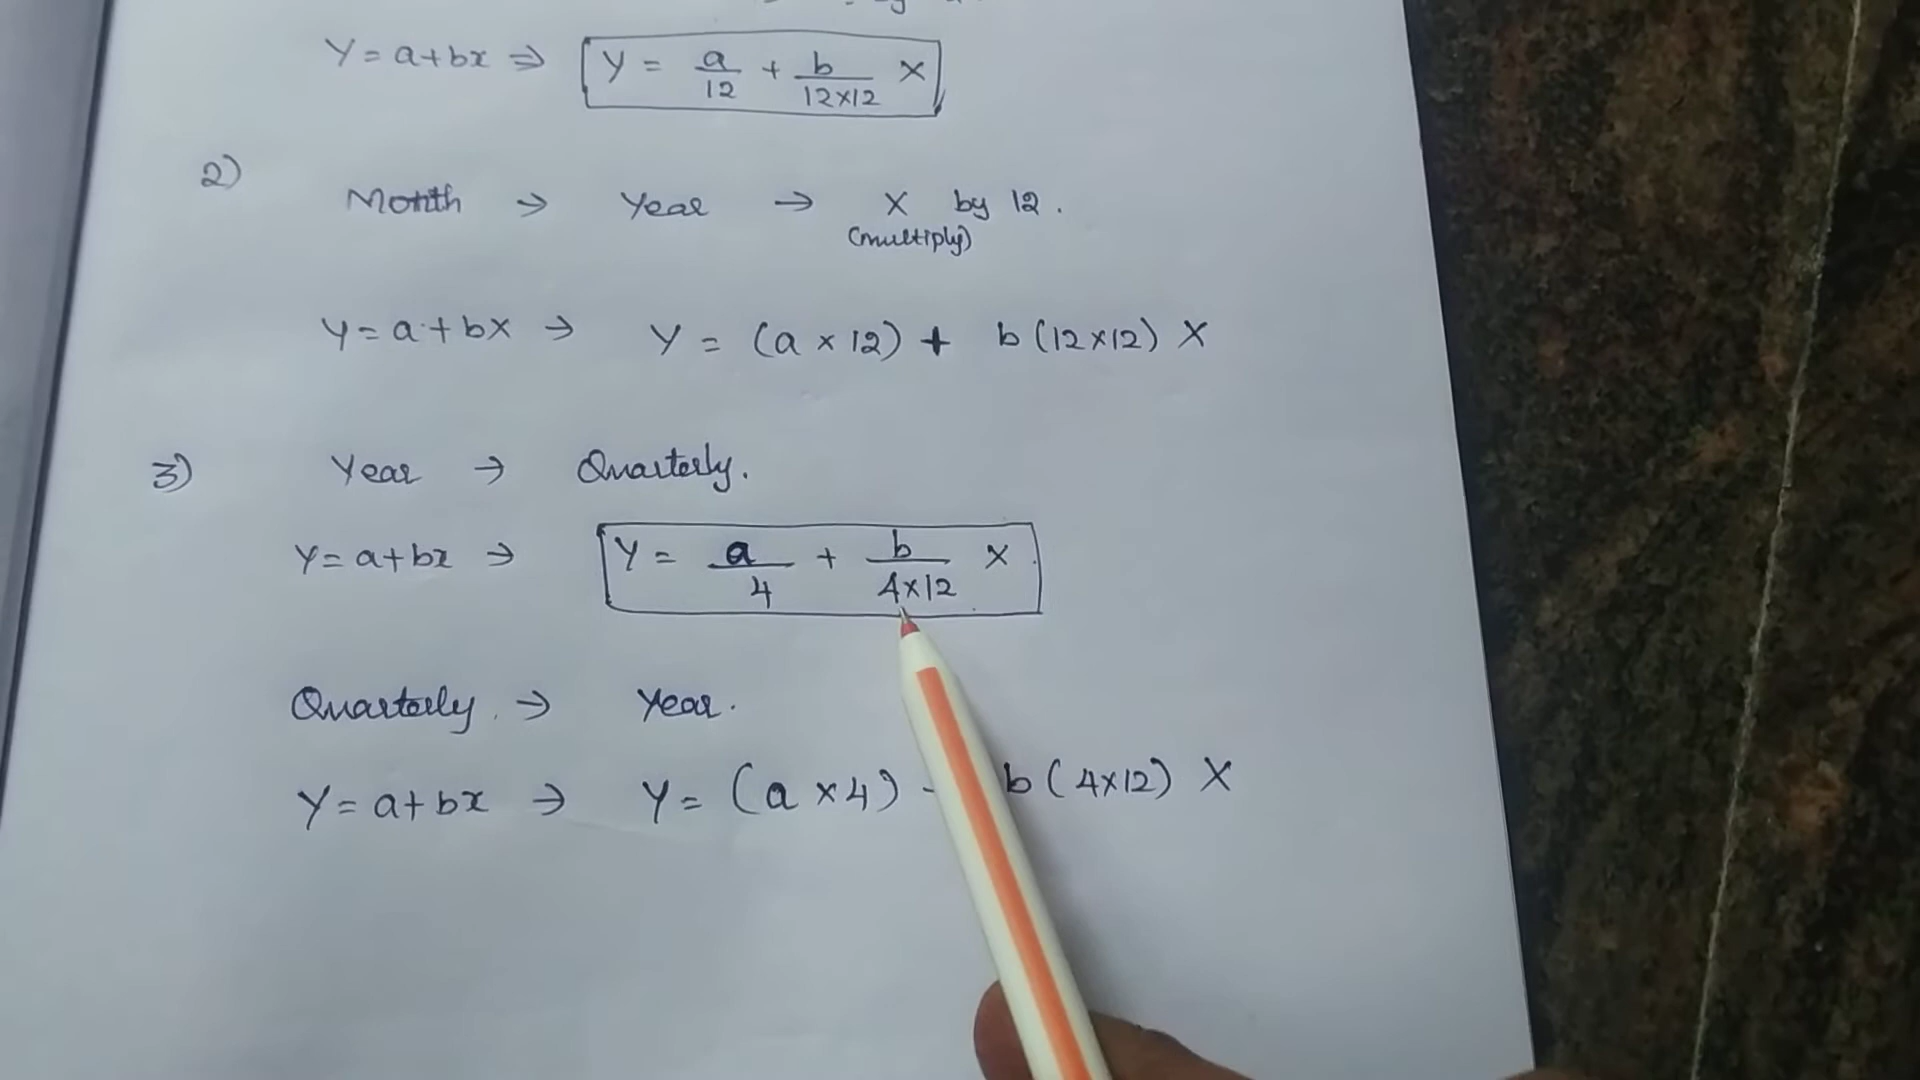 Y = a+bx ⇒ Y = a/12 + b/12×12 X
2)
Month → Year → X by 12.
(multiply)
Y = a + bX → Y = (a × 12) + b (12×12) X
3) Year → Quarterly.
Y = a+bx → Y = a/4 + b/4×12 X
Quarterly → Year.
Y = a+bx → Y = (a ×4) b ( 4×12) X